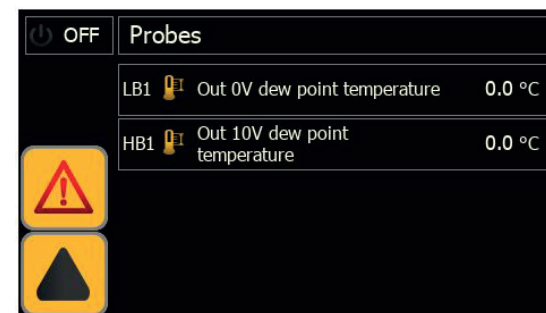 OFF
Probes
LB1 Out 0V dew point temperature 0.0 °C
HB1 Out 10V dew point
temperature 0.0 °C